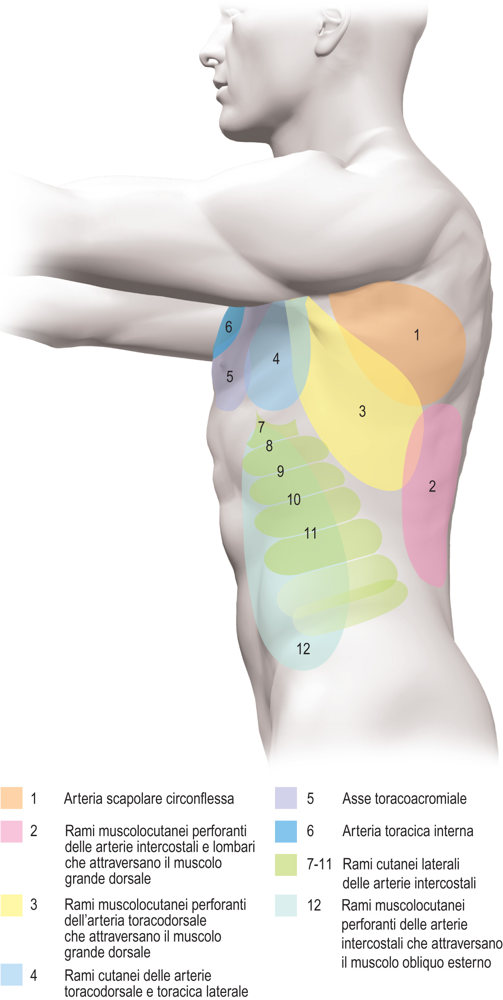 6
1
4
5
3
7
8
9
2
10
11
12
1 Arteria scapolare circonflessa
2 Rami muscolocutanei perforanti
delle arterie intercostali e lombari
che attraversano il muscolo
grande dorsale
3 Rami muscolocutanei perforanti
dell’arteria toracodorsale
che attraversano il muscolo
grande dorsale
4 Rami cutanei delle arterie
toracodorsale e toracica laterale
5 Asse toracoacromiale
6 Arteria toracica interna
7-11 Rami cutanei laterali
delle arterie intercostali
12 Rami muscolocutanei
perforanti delle arterie
intercostali che attraversano
il muscolo obliquo esterno